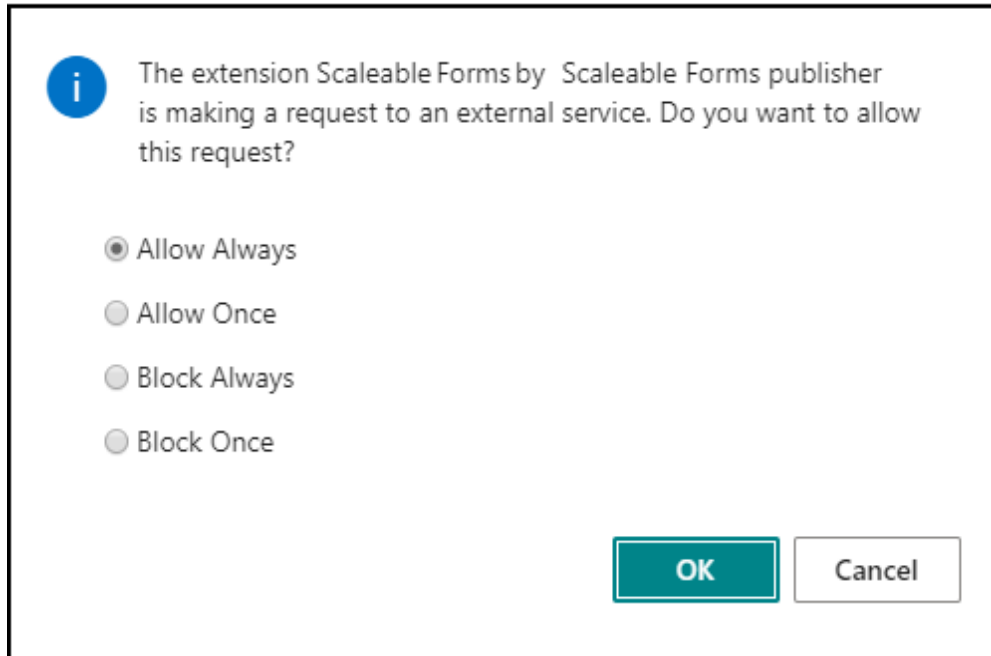 i
The extension Scaleable Forms by Scaleable Forms publisher
is making a request to an external service. Do you want to allow
this request?
Allow Always
Allow Once
Block Always
Block Once
OK
Cancel